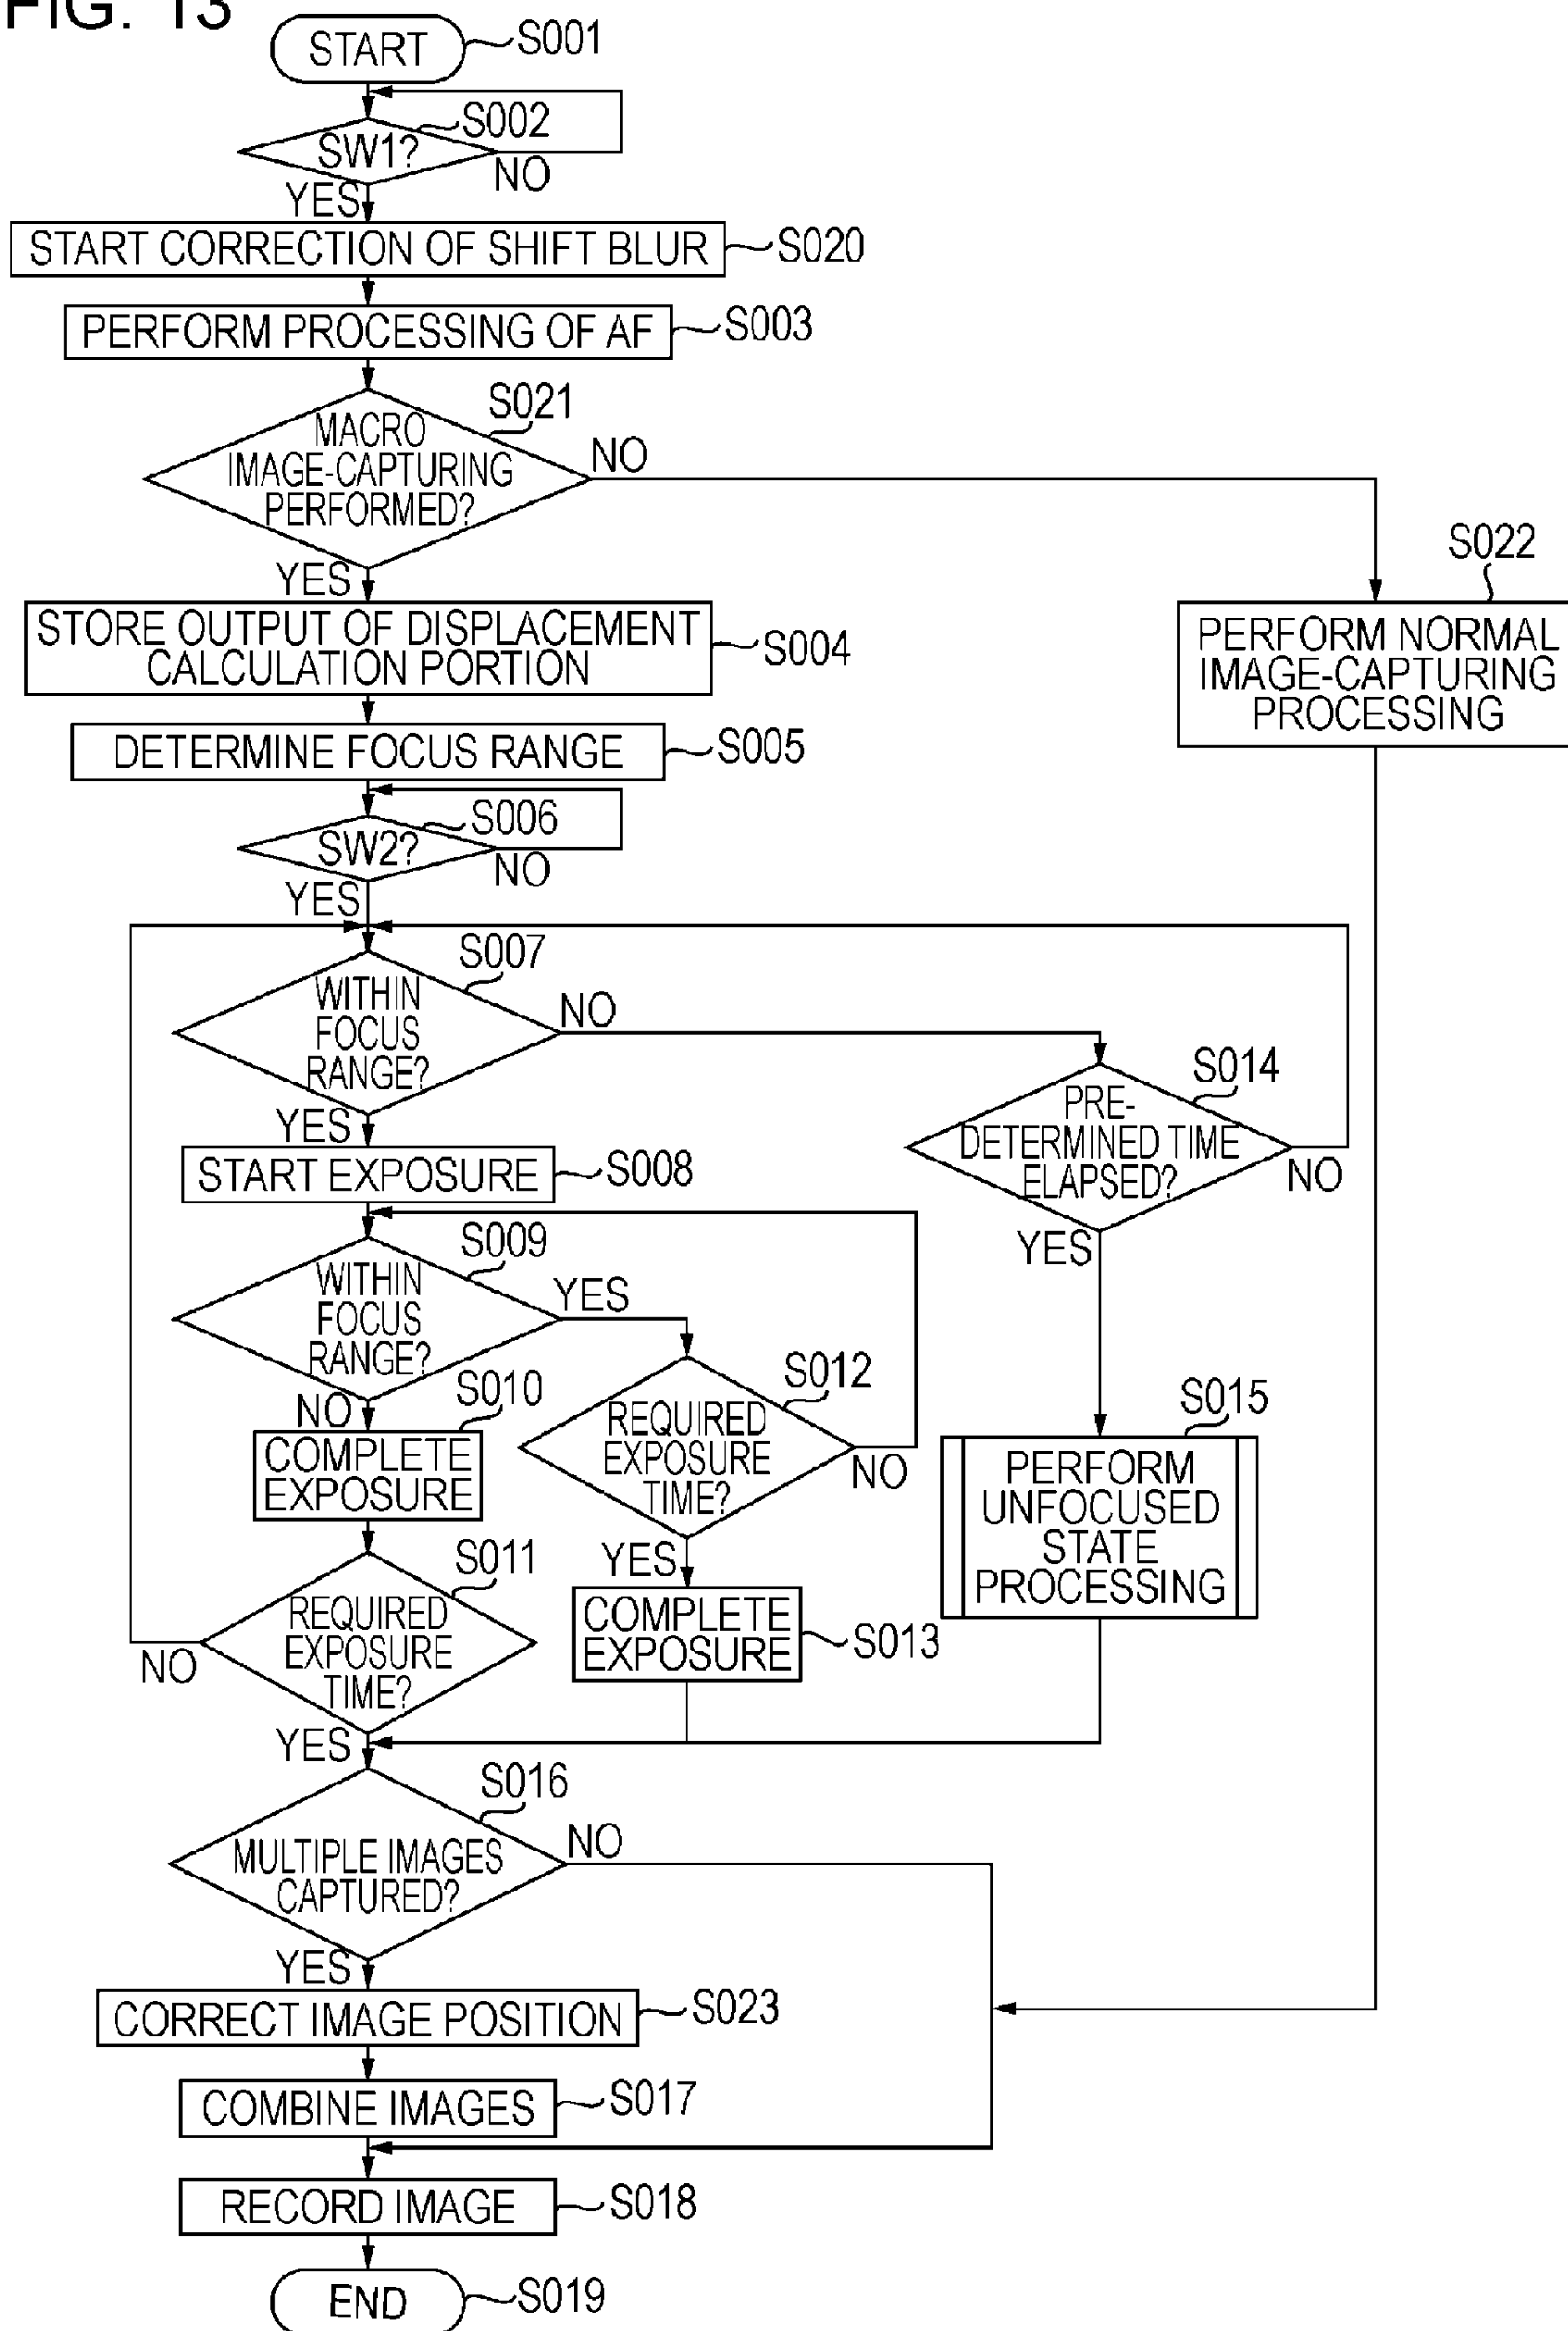 FIG. 13
START
S001
S002
SW1?
NO
YES
START CORRECTION OF SHIFT BLUR
S020
PERFORM PROCESSING OF AF
S003
S021
MACRO
IMAGE-CAPTURING
PERFORMED?
NO
YES
S022
PERFORM NORMAL
IMAGE-CAPTURING
PROCESSING
STORE OUTPUT OF DISPLACEMENT
CALCULATION PORTION
S004
DETERMINE FOCUS RANGE
S005
S006
SW2?
NO
YES
S007
WITHIN
FOCUS
RANGE?
NO
YES
S014
PRE-
DETERMINED TIME
ELAPSED?
NO
YES
START EXPOSURE
S008
S009
WITHIN
FOCUS
RANGE?
YES
NO
S010
COMPLETE
EXPOSURE
S012
REQUIRED
EXPOSURE
TIME?
NO
YES
S015
PERFORM
UNFOCUSED
STATE
PROCESSING
S011
REQUIRED
EXPOSURE
TIME?
NO
YES
COMPLETE
EXPOSURE
S013
S016
MULTIPLE IMAGES
CAPTURED?
NO
YES
CORRECT IMAGE POSITION
S023
COMBINE IMAGES
S017
RECORD IMAGE
S018
END
S019